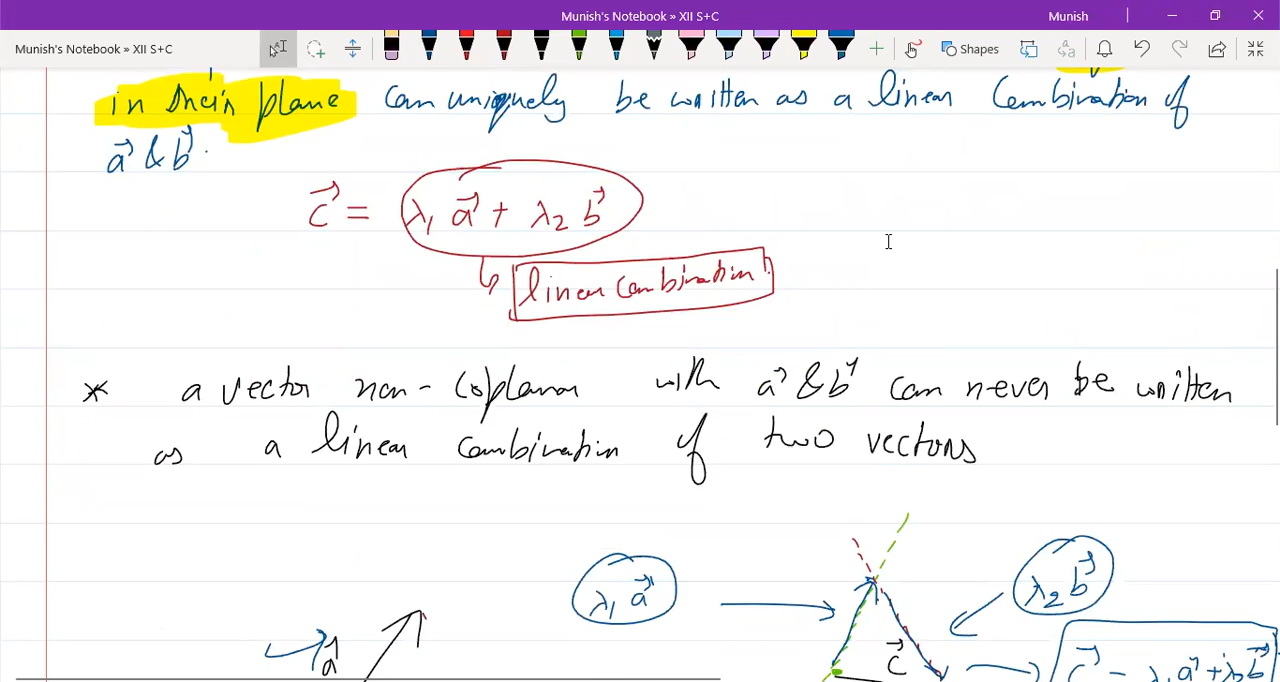 Munish's Notebook » XII S+C
Munish
Munish's Notebook » XII S+C
Shapes
in their plane can uniquely be written as a linear combination of
a⃗ & b⃗.
c⃗ = λ₁ a⃗ + λ₂ b⃗
linear combination
* a vector non-coplanar with a⃗ & b⃗ can never be written
as a linear combination of two vectors
λ₁ a⃗
λ₂ b⃗
a⃗
c⃗
c⃗ = λ₁ a⃗ + λ₂ b⃗